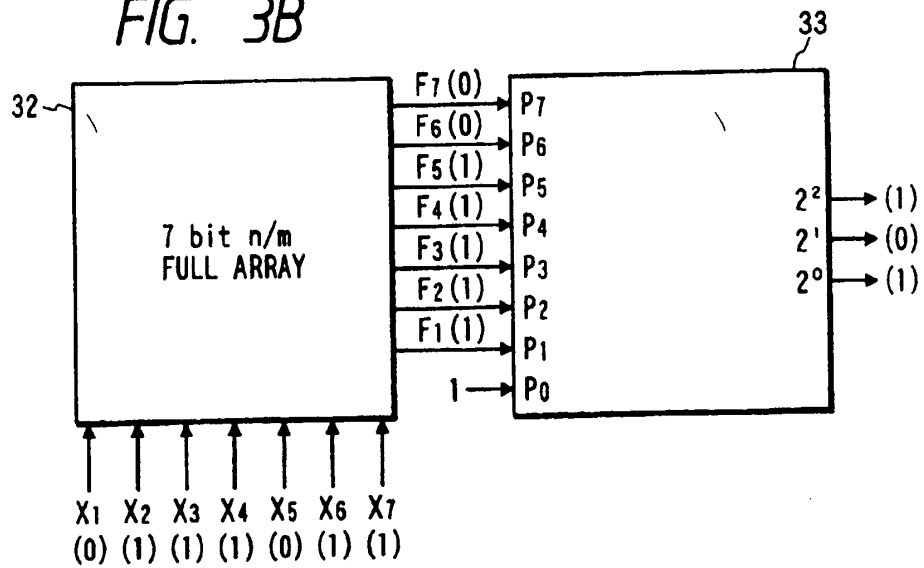 FIG. 3B
33
32
F7(0)
P7
F6(0)
P6
F5(1)
P5
2² (1)
F4(1)
P4
7 bit n/m
FULL ARRAY
2¹ (0)
F3(1)
P3
2⁰ (1)
F2(1)
P2
F1(1)
P1
1
P0
X1 X2 X3 X4 X5 X6 X7
(0) (1) (1) (1) (0) (1) (1)